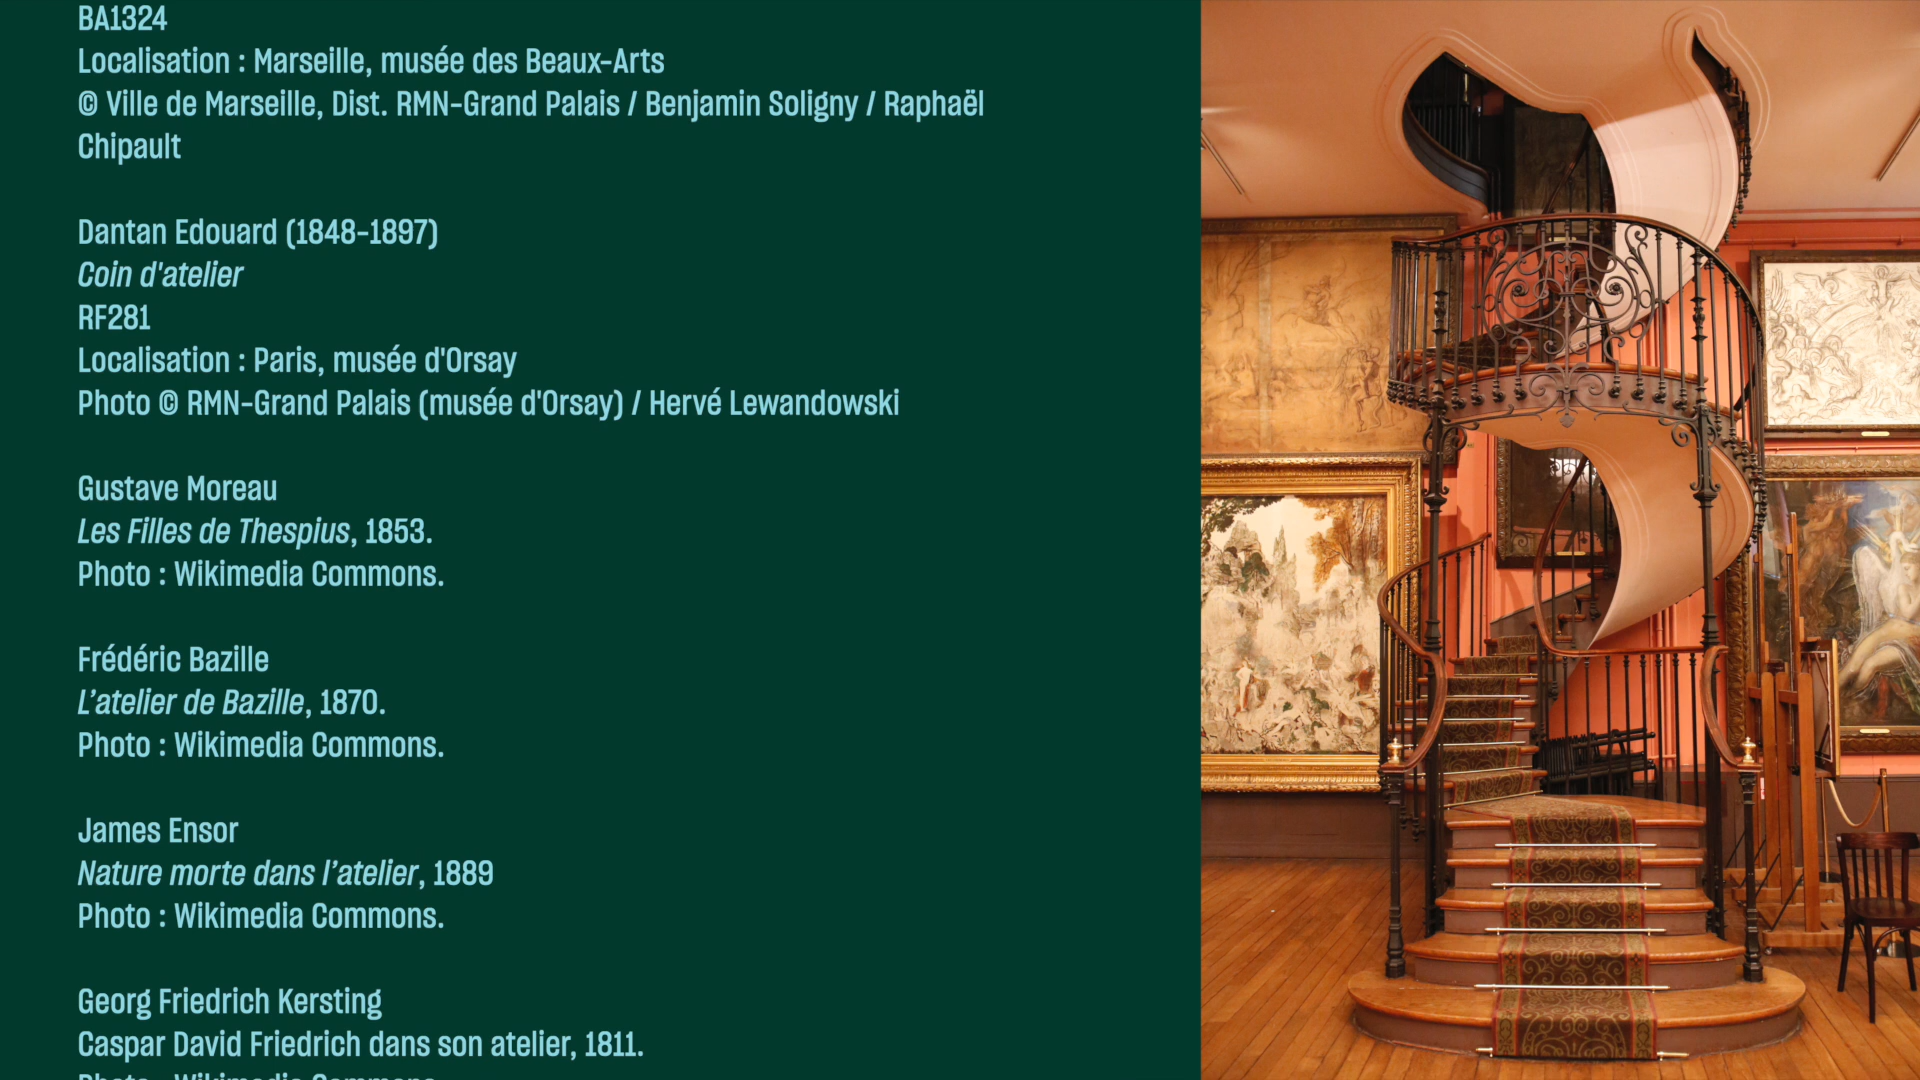 BA1324
Localisation : Marseille, musée des Beaux-Arts
© Ville de Marseille, Dist. RMN-Grand Palais / Benjamin Soligny / Raphaël
Chipault
Dantan Edouard (1848-1897)
Coin d'atelier
RF281
Localisation : Paris, musée d'Orsay
Photo © RMN-Grand Palais (musée d'Orsay) / Hervé Lewandowski
Gustave Moreau
Les Filles de Thespius, 1853.
Photo : Wikimedia Commons.
Frédéric Bazille
L’atelier de Bazille, 1870.
Photo : Wikimedia Commons.
James Ensor
Nature morte dans l’atelier, 1889
Photo : Wikimedia Commons.
Georg Friedrich Kersting
Caspar David Friedrich dans son atelier, 1811.
Photo : Wikimedia Commons.